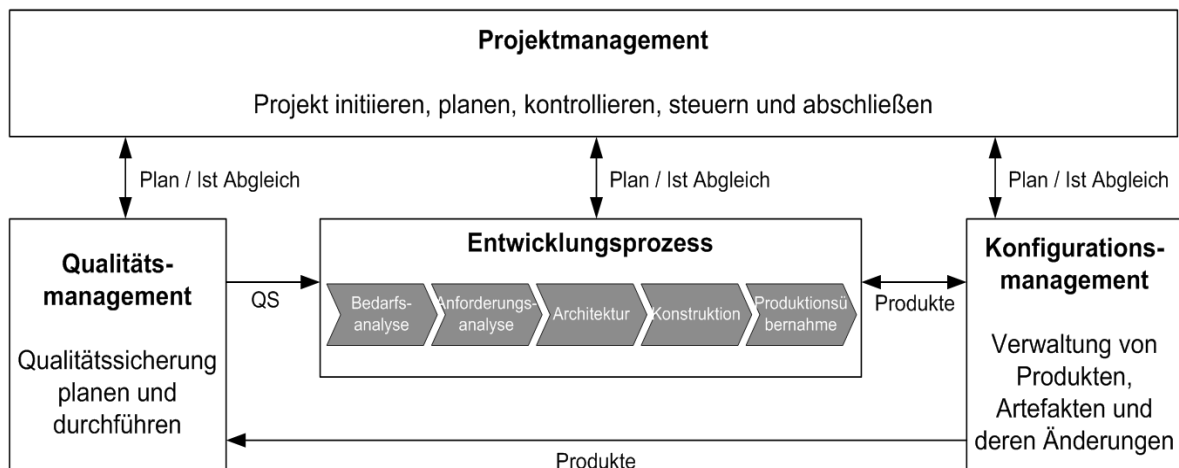 Projektmanagement
Projekt initiieren, planen, kontrollieren, steuern und abschließen
Plan / Ist Abgleich
Plan / Ist Abgleich
Plan / Ist Abgleich
Qualitäts-
management
Qualitätssicherung
planen und
durchführen
QS
Entwicklungsprozess
Bedarfs-
analyse
Anforderungs-
analyse
Architektur
Konstruktion
Produktionsü
bernahme
Produkte
Konfigurations-
management
Verwaltung von
Produkten,
Artefakten und
deren Änderungen
Produkte